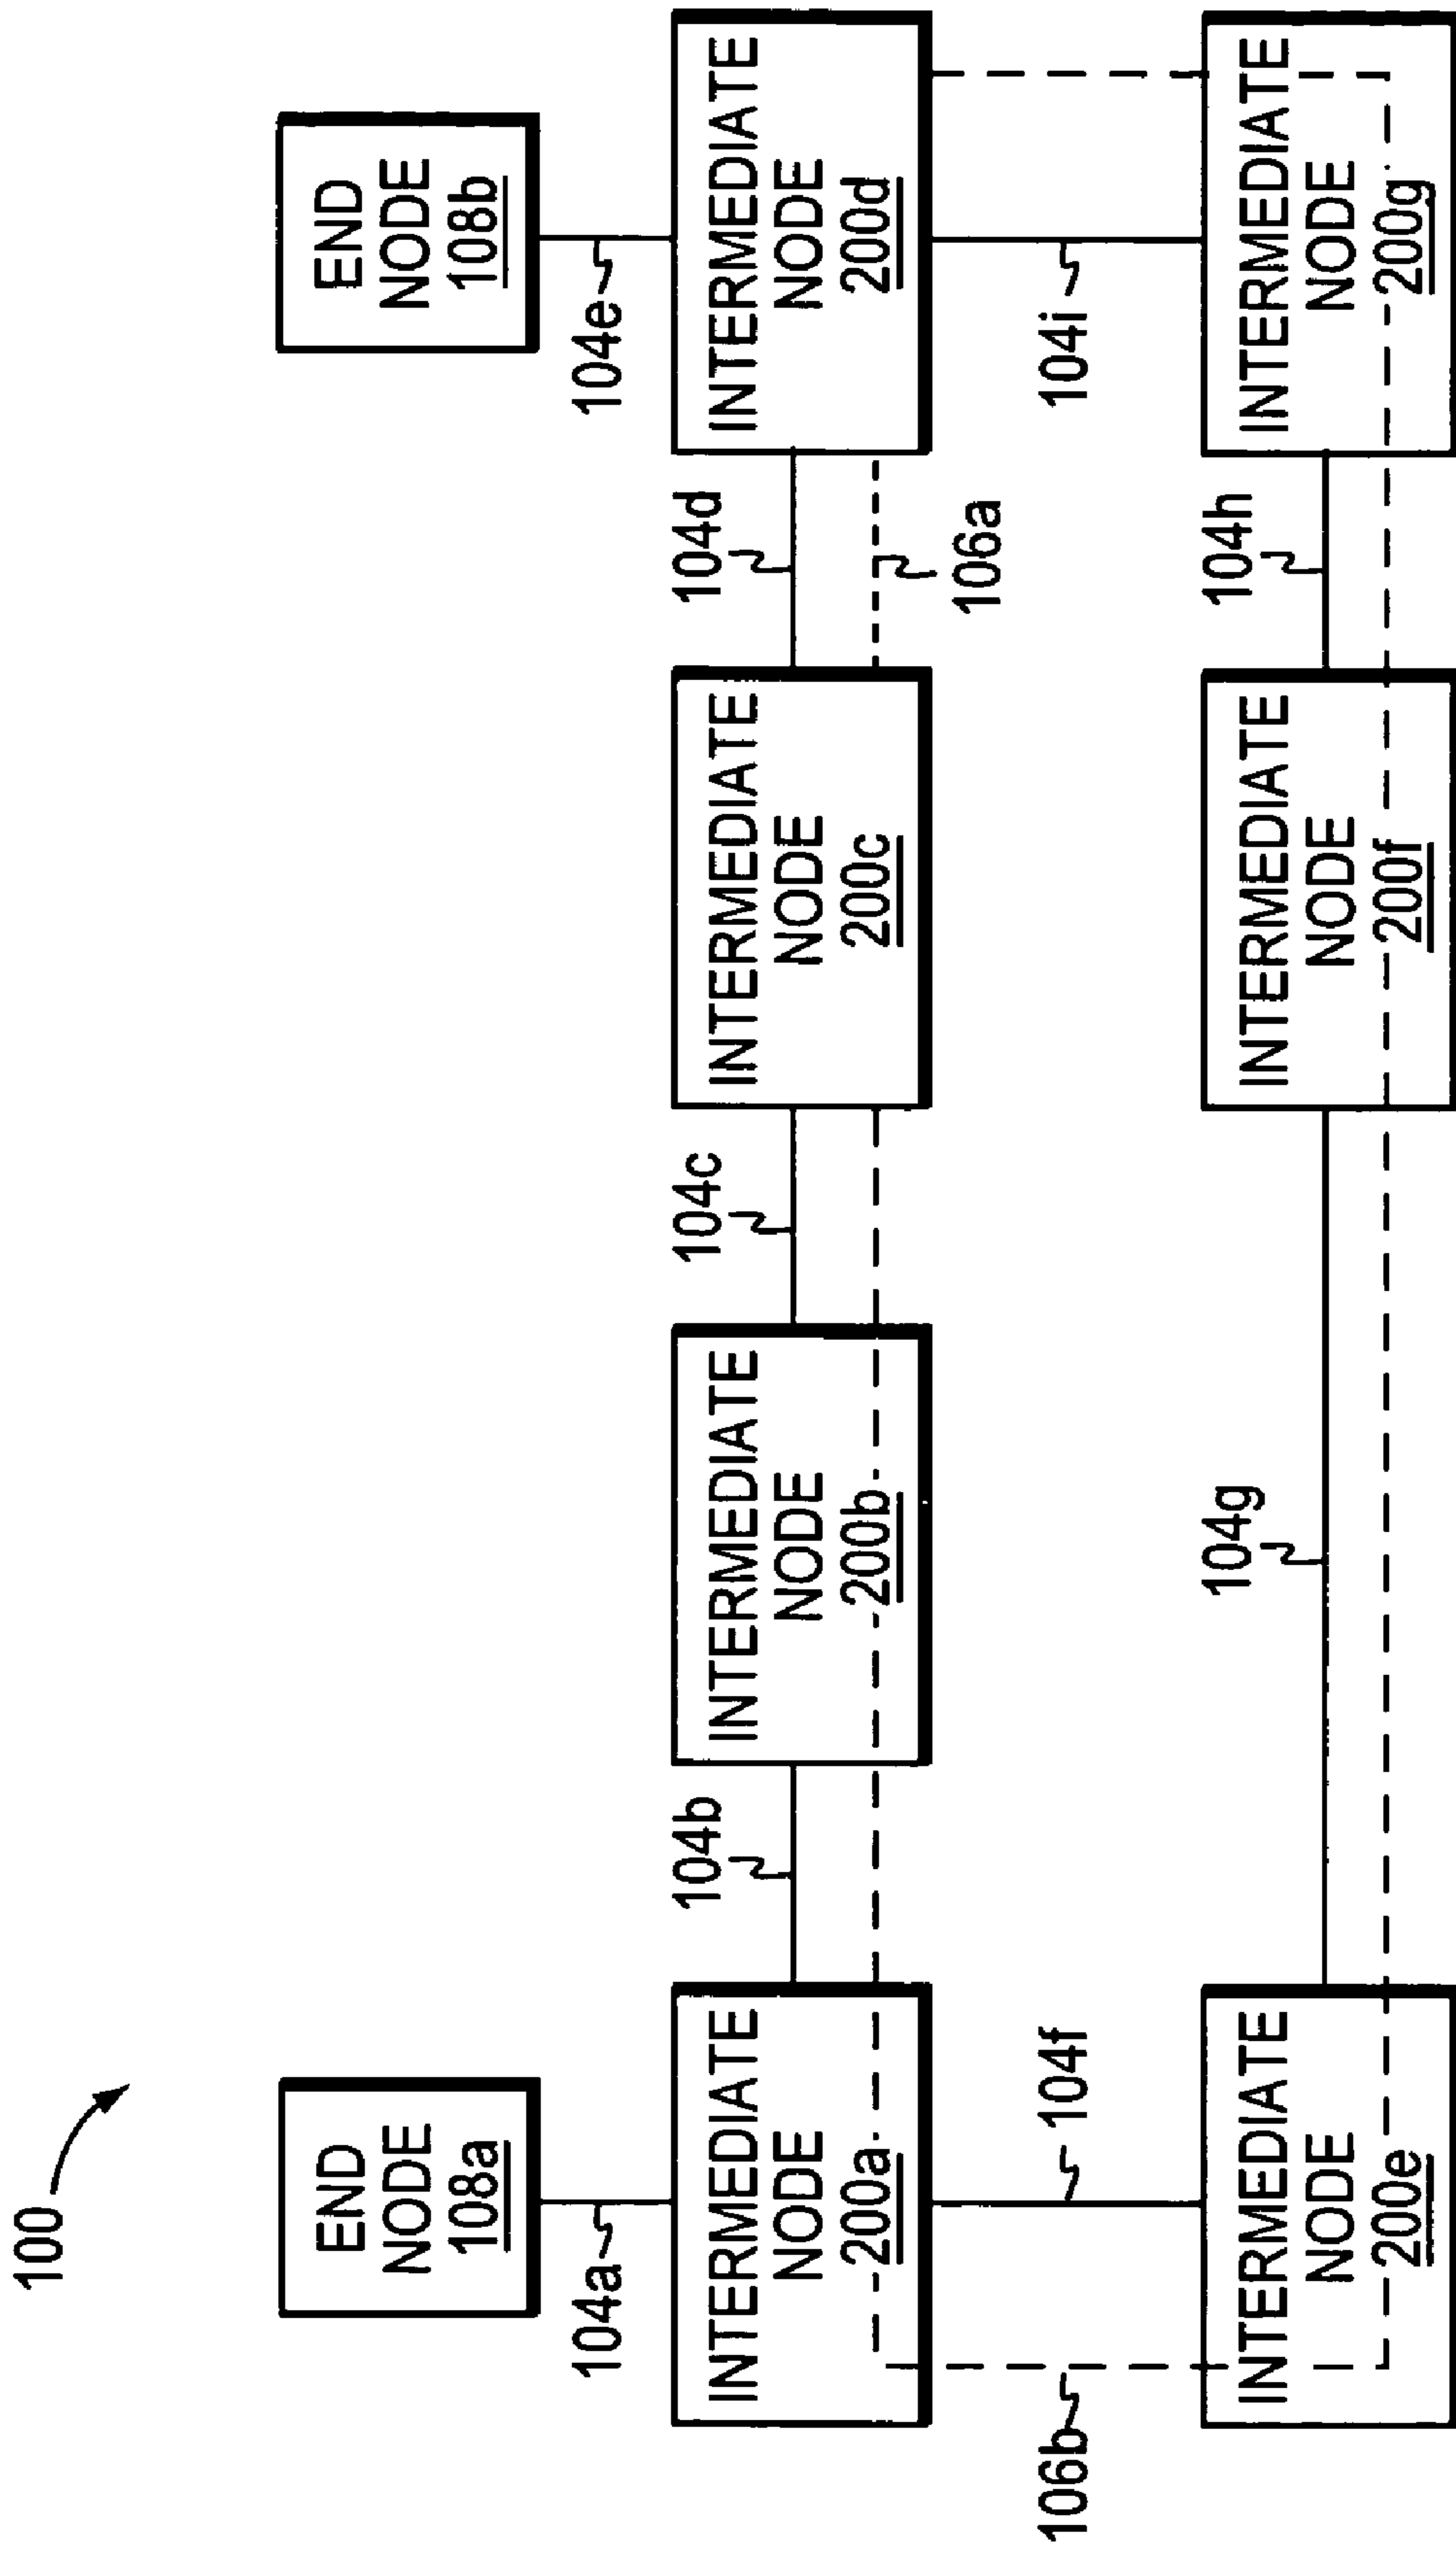 100
END
NODE
108a
END
NODE
108b
104a
104e
104b
104c
104d
INTERMEDIATE
NODE
200a
INTERMEDIATE
NODE
200b
INTERMEDIATE
NODE
200c
INTERMEDIATE
NODE
200d
106a
106b
104f
104i
104g
104h
INTERMEDIATE
NODE
200e
INTERMEDIATE
NODE
200f
INTERMEDIATE
NODE
200g